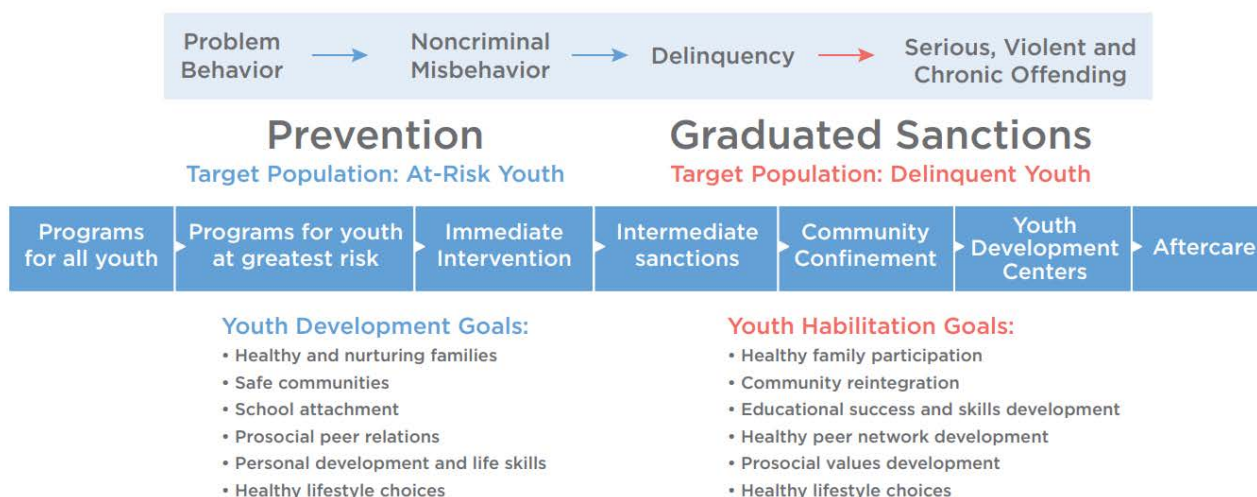 Problem Behavior
Noncriminal Misbehavior
Delinquency
Serious, Violent and Chronic Offending
Prevention
Target Population: At-Risk Youth
Graduated Sanctions
Target Population: Delinquent Youth
Programs for all youth
Programs for youth at greatest risk
Immediate Intervention
Intermediate sanctions
Community Confinement
Youth Development Centers
Aftercare
Youth Development Goals:
• Healthy and nurturing families
• Safe communities
• School attachment
• Prosocial peer relations
• Personal development and life skills
• Healthy lifestyle choices
Youth Habilitation Goals:
• Healthy family participation
• Community reintegration
• Educational success and skills development
• Healthy peer network development
• Prosocial values development
• Healthy lifestyle choices